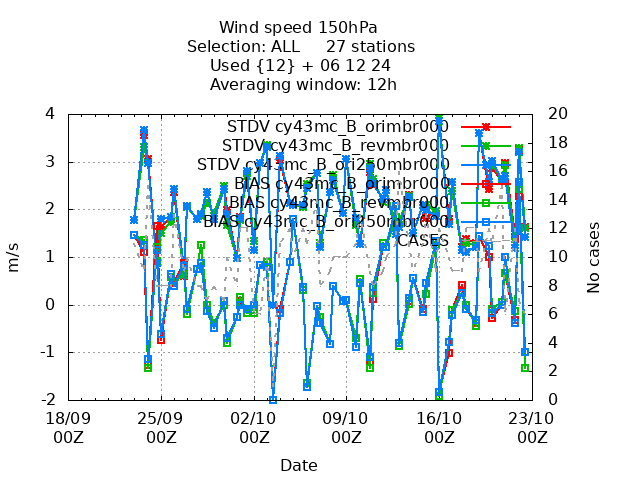 Wind speed 150hPa
Selection: ALL 27 stations
Used {12} + 06 12 24
Averaging window: 12h
STDV cy43mc_B_orimbr000
STDV cy43mc_B_revmbr000
STDV cy43mc_B_ori250mbr000
BIAS cy43mc_B_orimbr000
BIAS cy43mc_B_revmbr000
BIAS cy43mc_B_ori250mbr000
CASES
4
3
2
1
0
-1
-2
m/s
20
18
16
14
12
10
8
6
4
2
0
No cases
18/09 25/09 02/10 09/10 16/10 23/10
00Z 00Z 00Z 00Z 00Z 00Z
Date